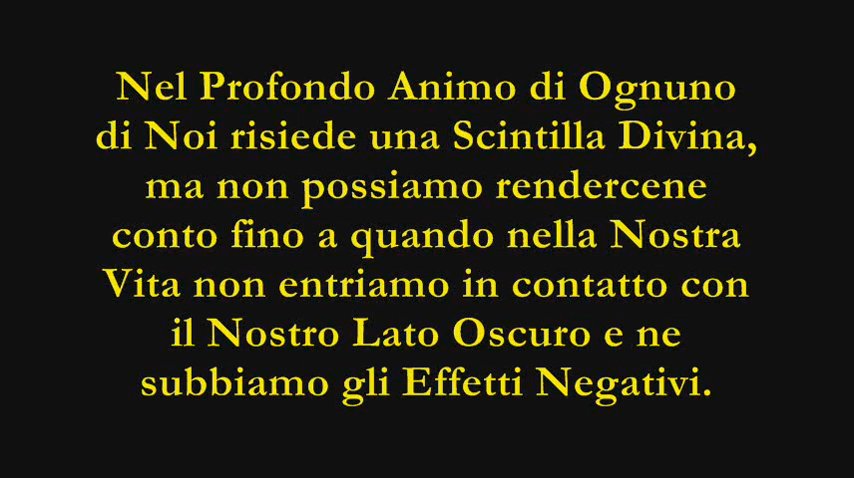 Nel Profondo Animo di Ognuno
di Noi risiede una Scintilla Divina,
ma non possiamo rendercene
conto fino a quando nella Nostra
Vita non entriamo in contatto con
il Nostro Lato Oscuro e ne
subbiamo gli Effetti Negativi.